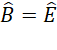 B̂ = Ê